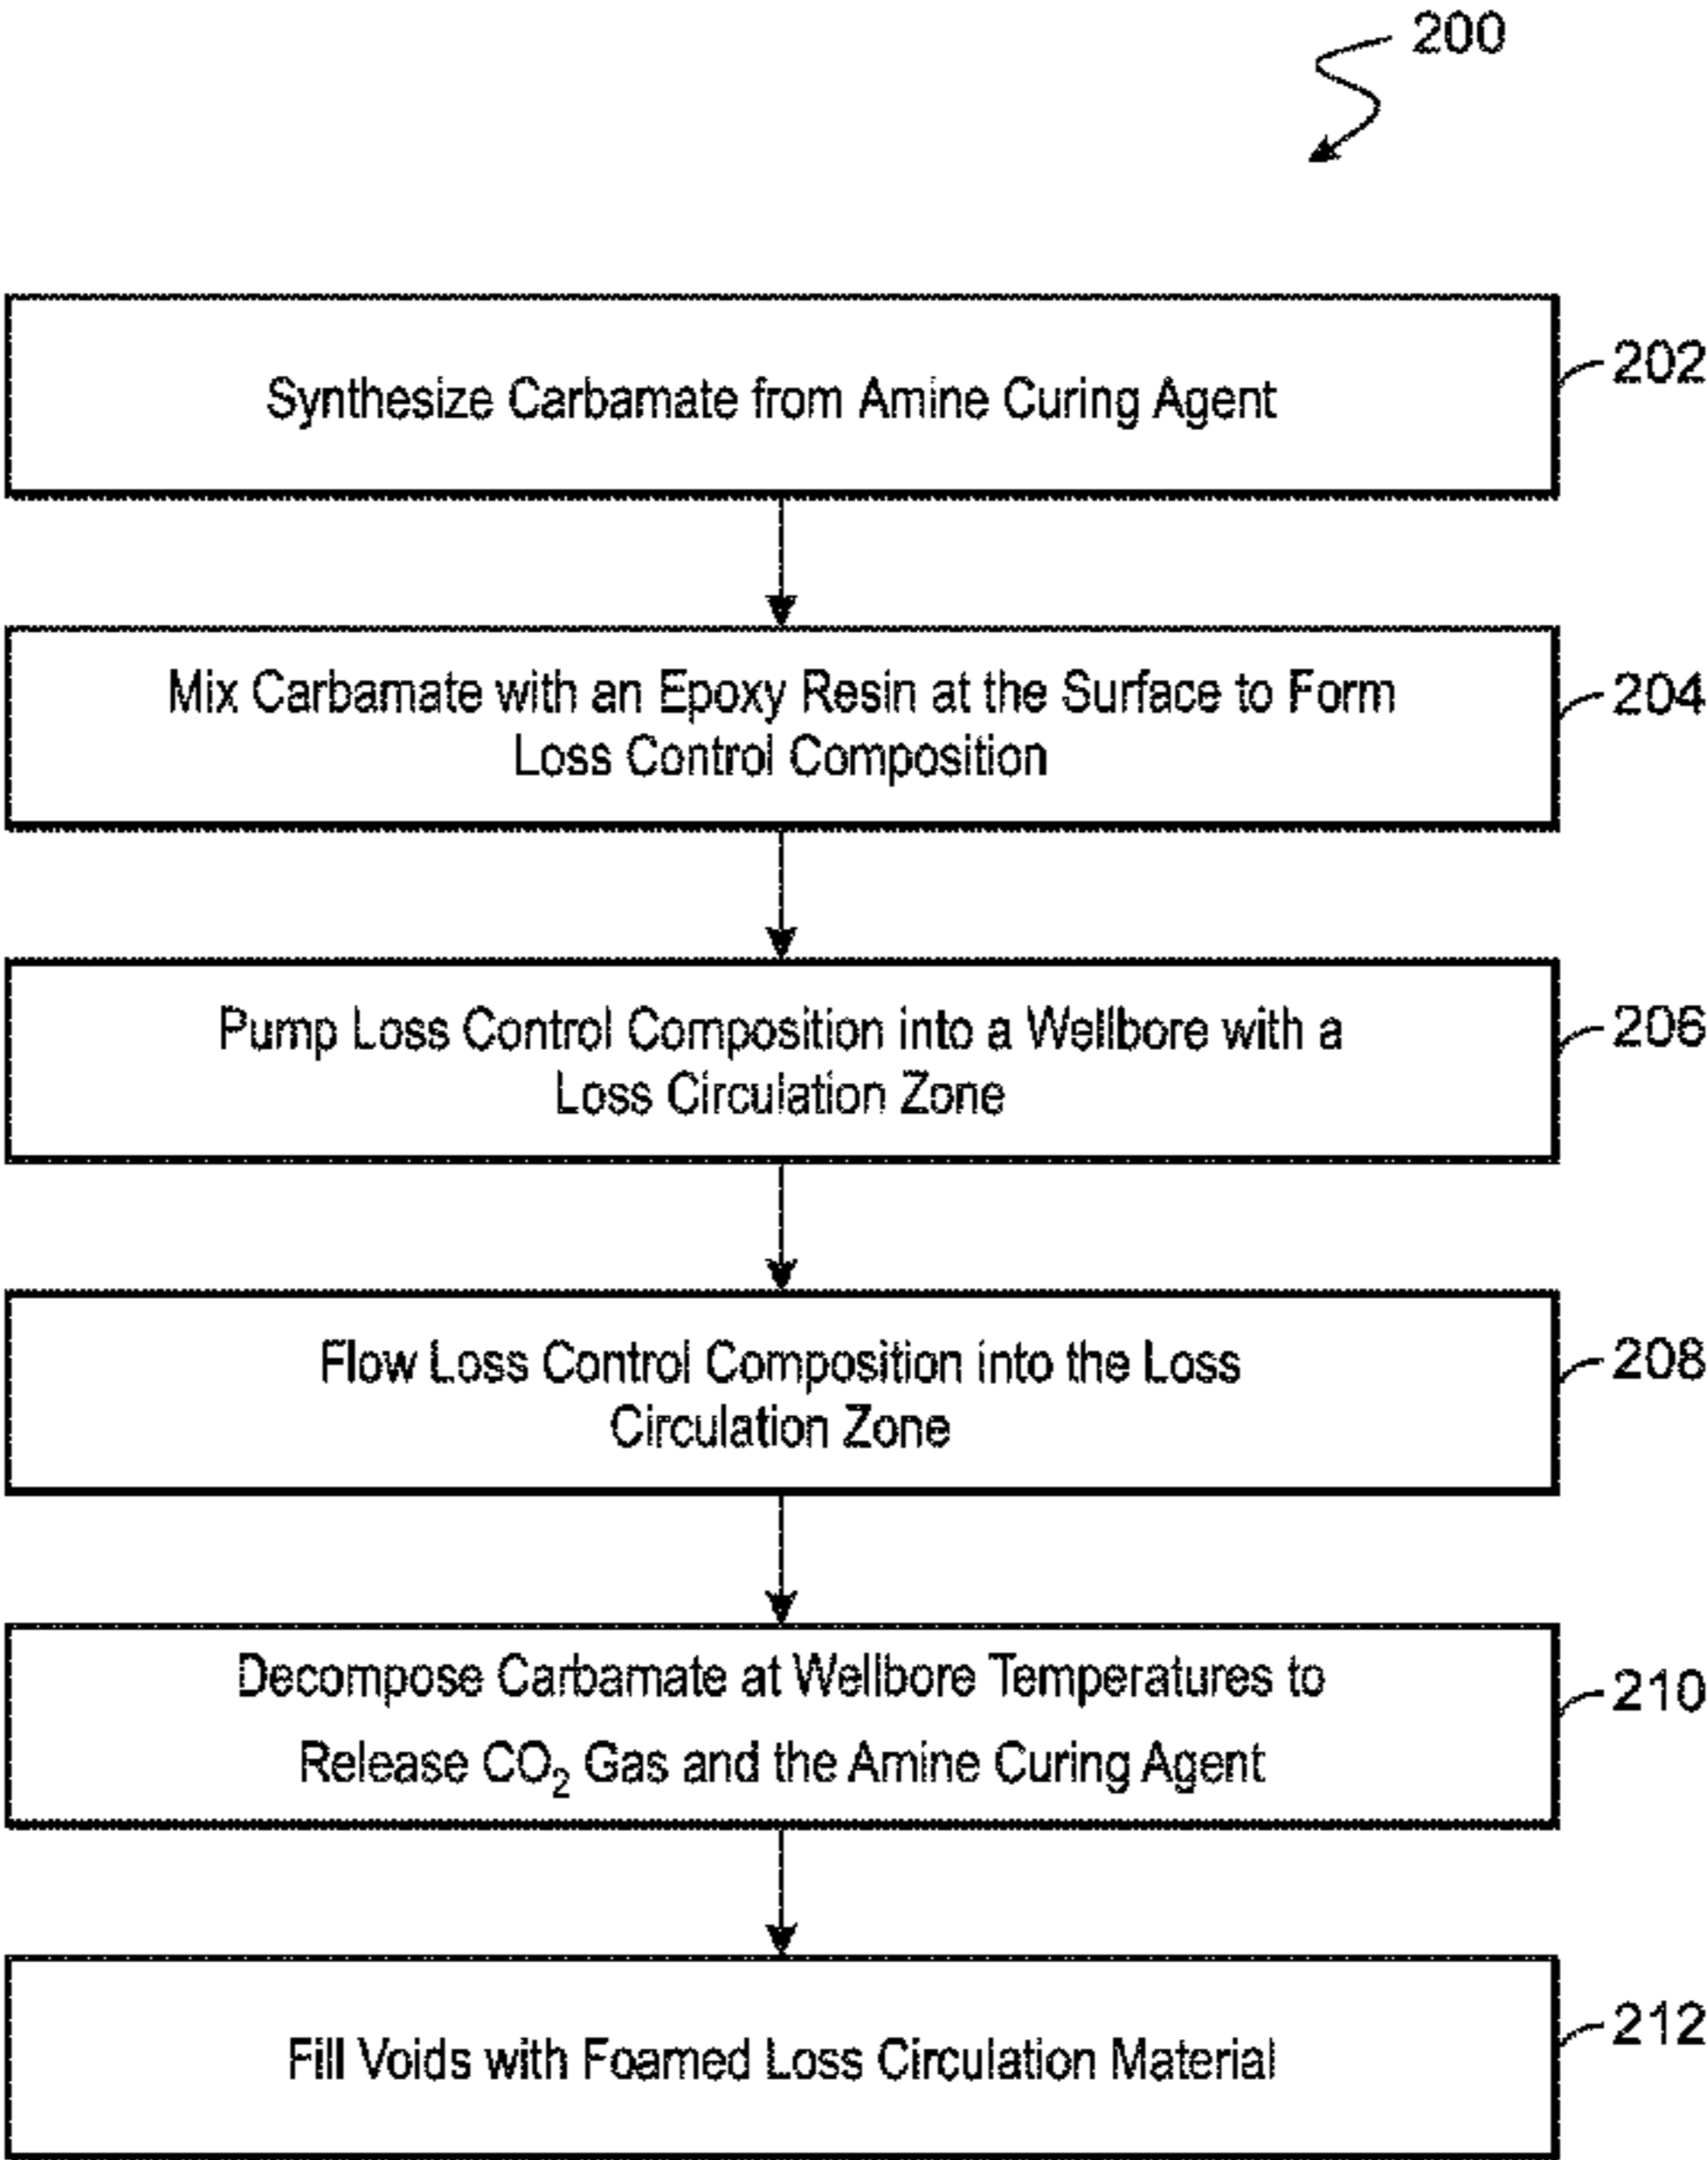 200
Synthesize Carbamate from Amine Curing Agent
202
Mix Carbamate with an Epoxy Resin at the Surface to Form
Loss Control Composition
204
Pump Loss Control Composition into a Wellbore with a
Loss Circulation Zone
206
Flow Loss Control Composition into the Loss
Circulation Zone
208
Decompose Carbamate at Wellbore Temperatures to
Release CO₂ Gas and the Amine Curing Agent
210
Fill Voids with Foamed Loss Circulation Material
212